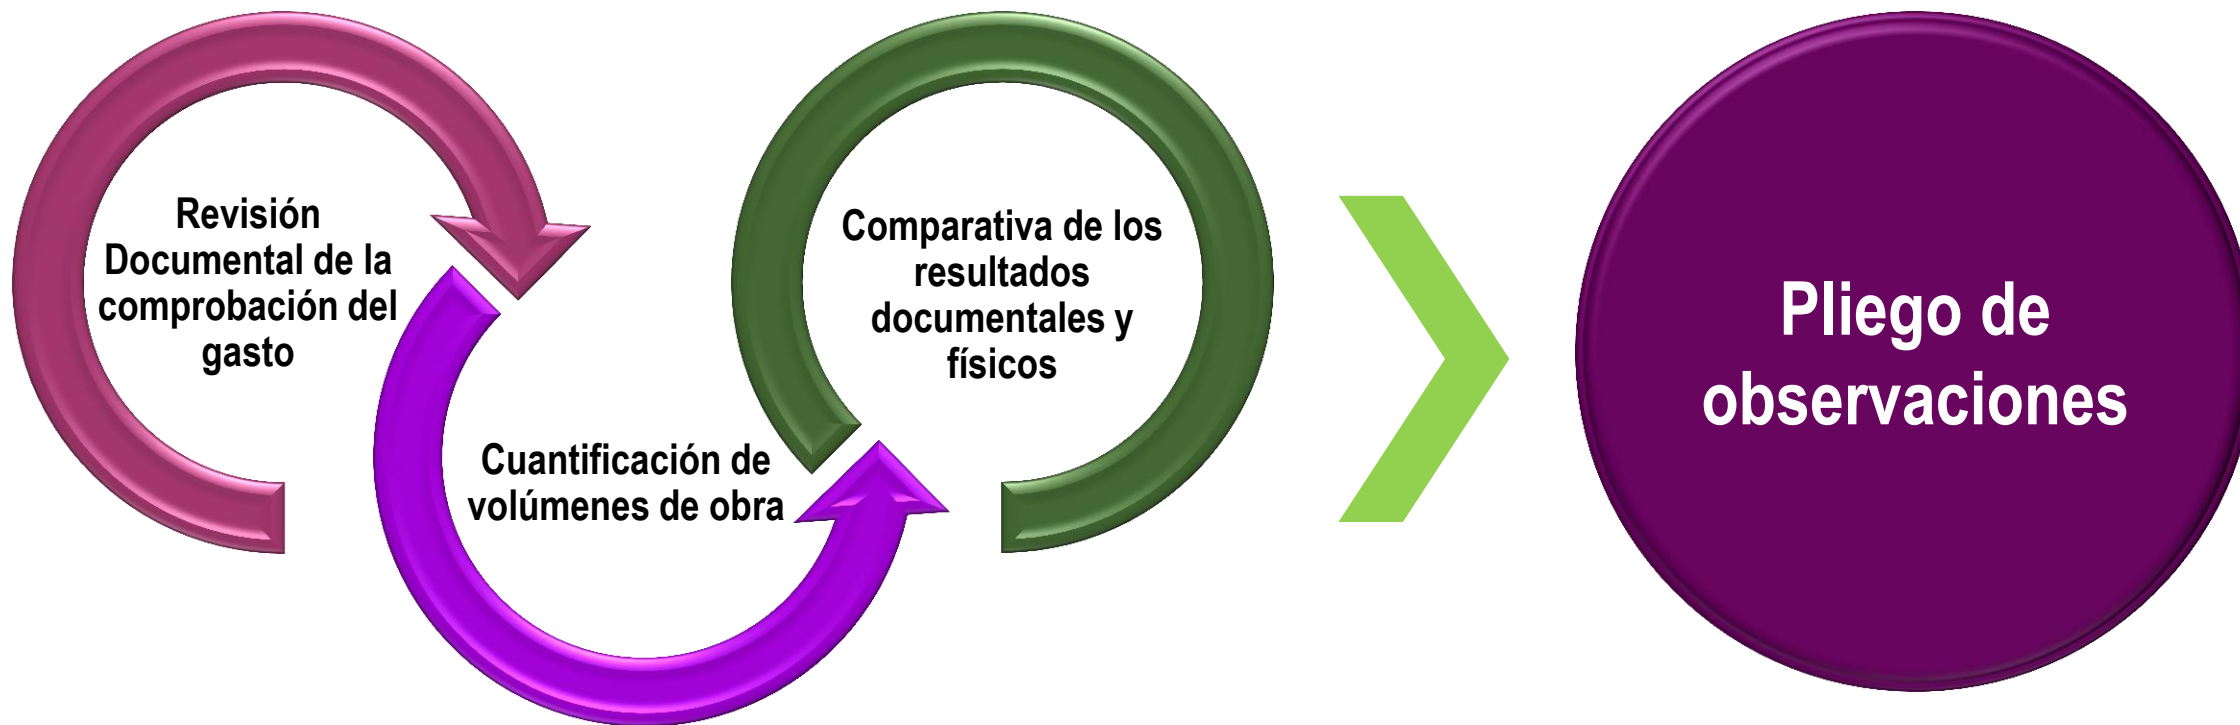 Revisión
Documental de la
comprobación del
gasto
Cuantificación de
volúmenes de obra
Comparativa de los
resultados
documentales y
físicos
Pliego de
observaciones